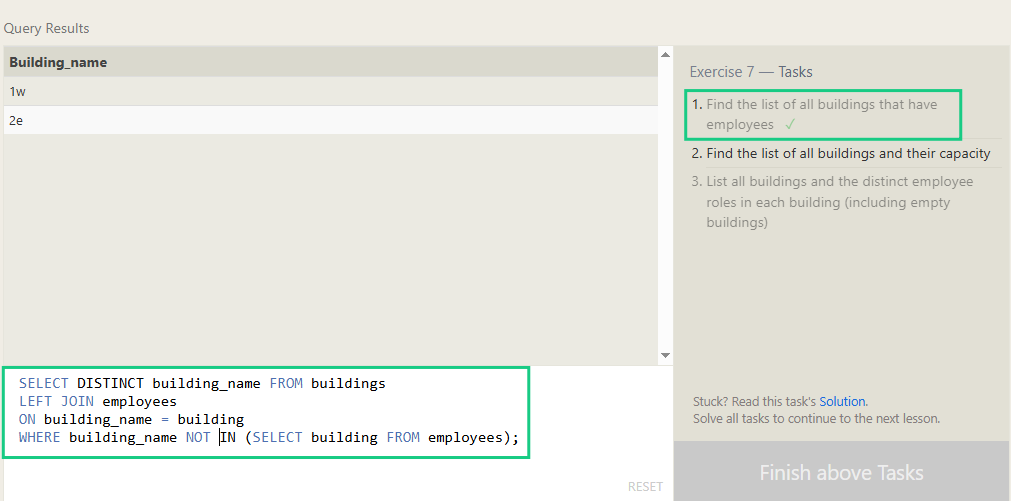 Query Results
Building_name
1w
2e
SELECT DISTINCT building_name FROM buildings
LEFT JOIN employees
ON building_name = building
WHERE building_name NOT IN (SELECT building FROM employees);
RESET
Exercise 7 — Tasks
1. Find the list of all buildings that have
employees ✓
2. Find the list of all buildings and their capacity
3. List all buildings and the distinct employee
roles in each building (including empty
buildings)
Stuck? Read this task's Solution.
Solve all tasks to continue to the next lesson.
Finish above Tasks